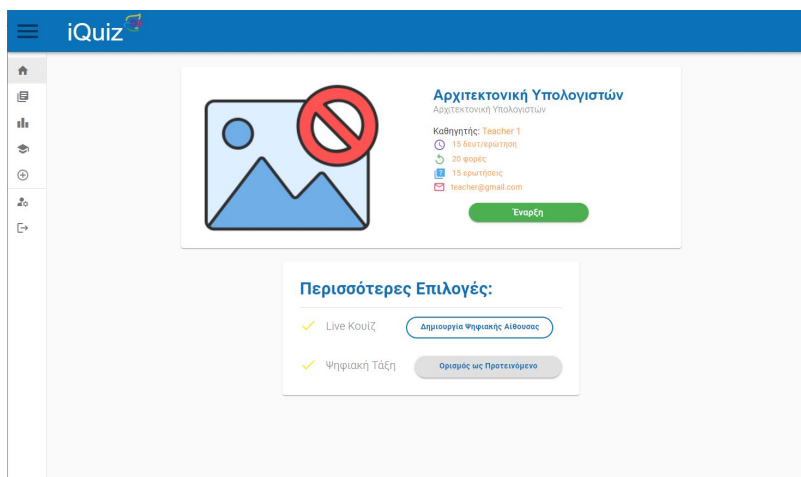 iQuiz
Αρχιτεκτονική Υπολογιστών
Αρχιτεκτονική Υπολογιστών
Καθηγητής: Teacher 1
15 δευτ/ερώτηση
20 φορές
15 ερωτήσεις
teacher@gmail.com
Έναρξη
Περισσότερες Επιλογές:
Live Κουίζ
Δημιουργία Ψηφιακής Αίθουσας
Ψηφιακή Τάξη
Ορισμός ως Προτεινόμενο